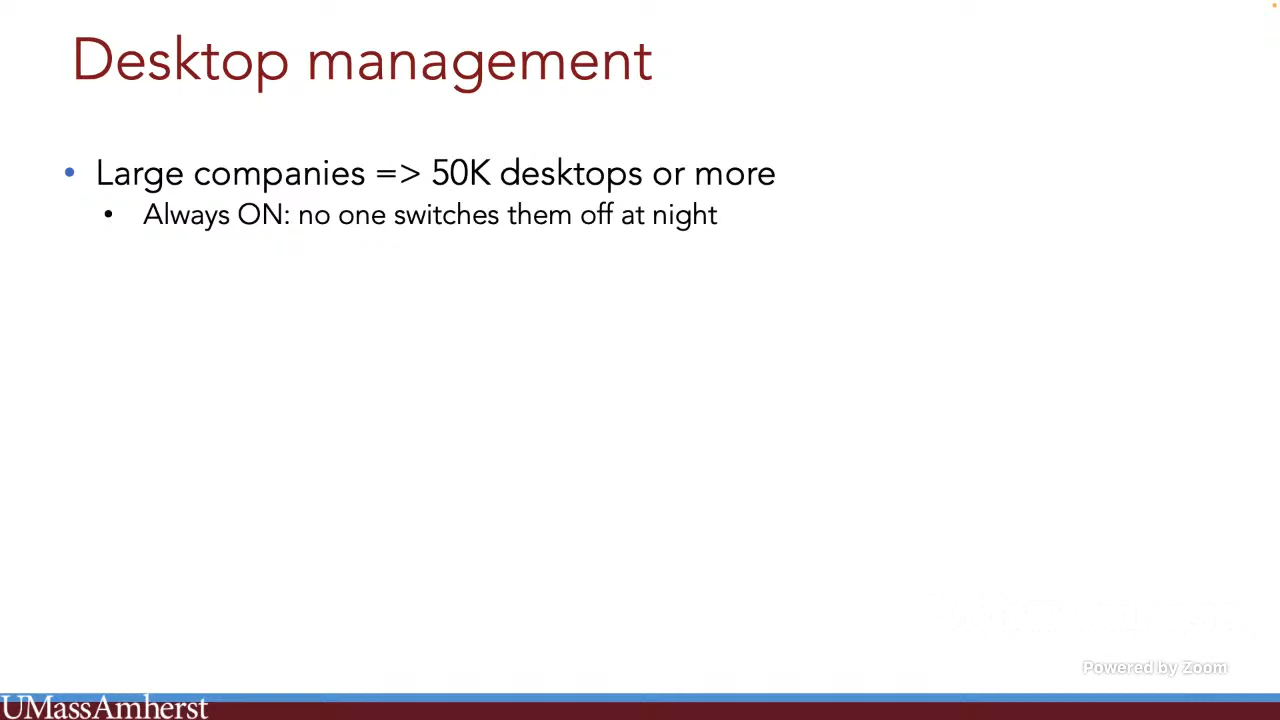 Desktop management
• Large companies => 50K desktops or more
• Always ON: no one switches them off at night
Powered by Zoom
UMassAmherst